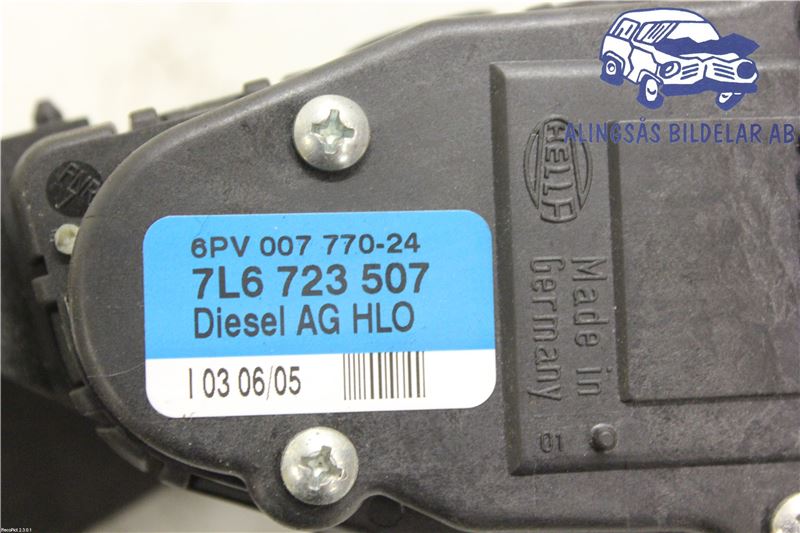 ALINGSÅS BILDELAR AB
HELLA
6PV 007 770-24
7L6 723 507
Diesel AG HLO
I 03 06/05
Made in
Germany
01